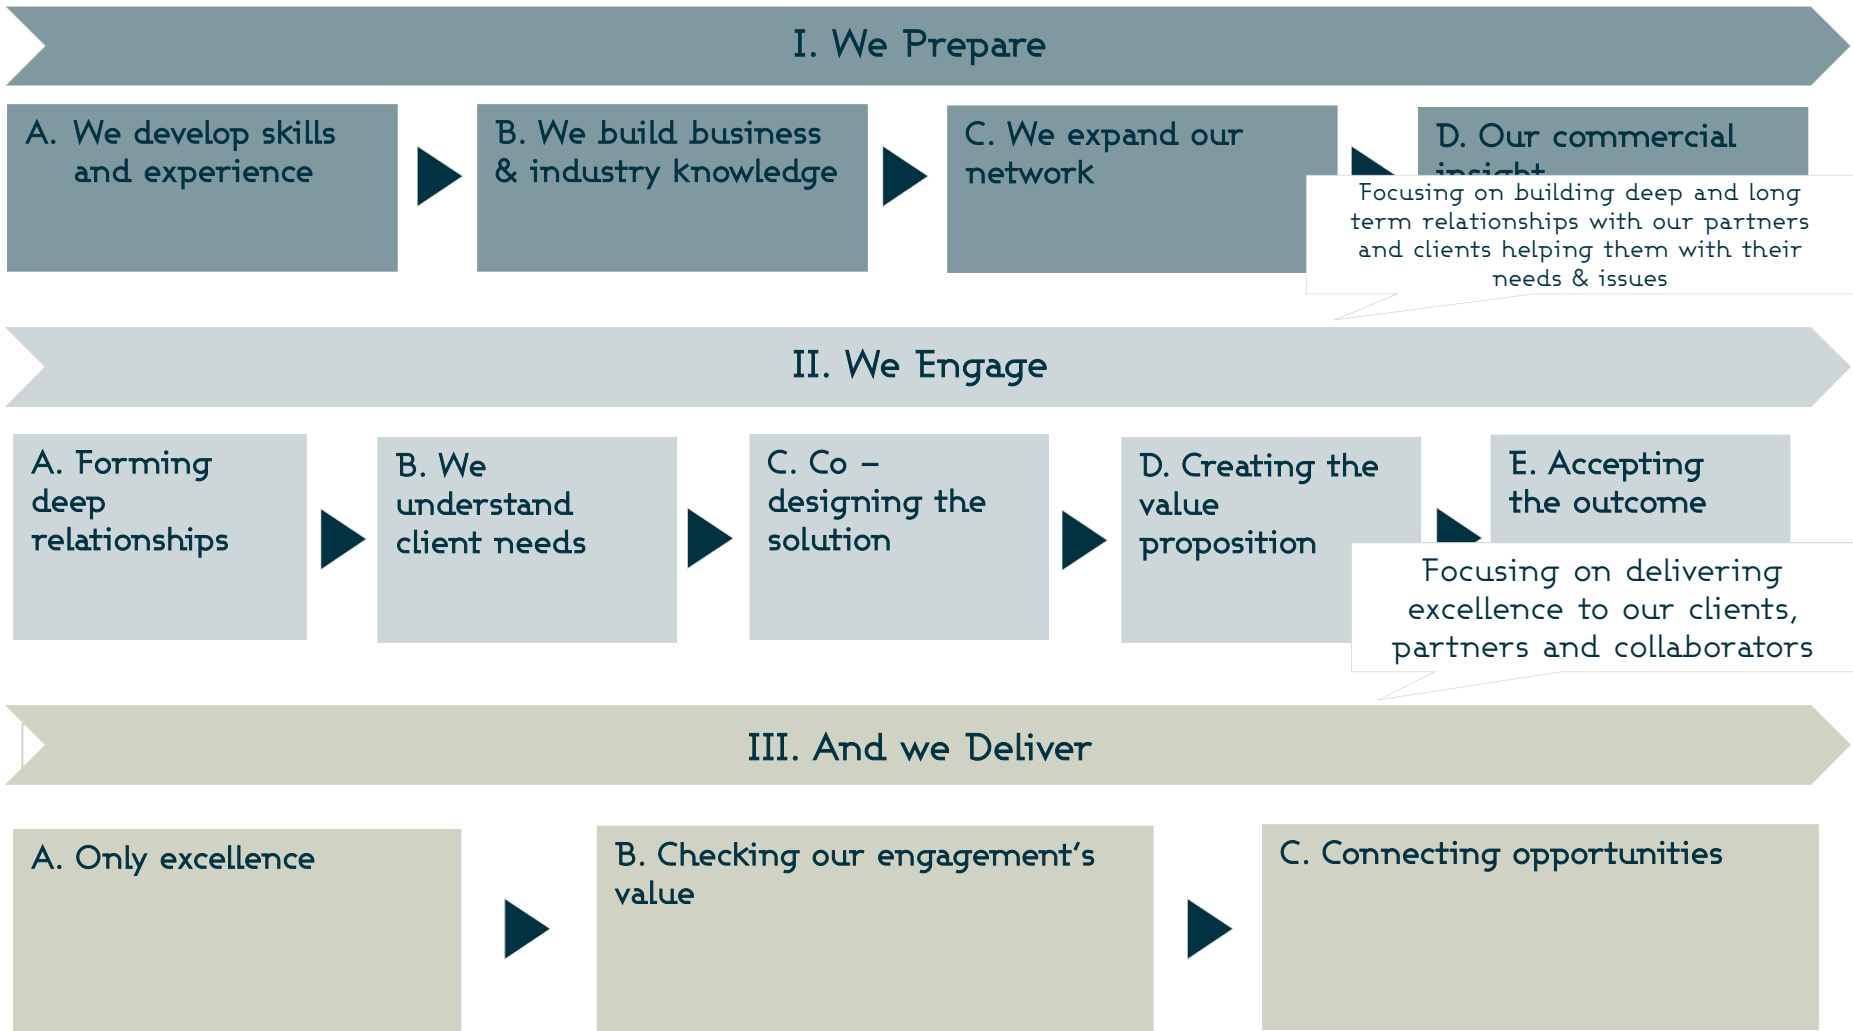 I. We Prepare
A. We develop skills
and experience
B. We build business
& industry knowledge
C. We expand our
network
D. Our commercial
insight
Focusing on building deep and long
term relationships with our partners
and clients helping them with their
needs & issues
II. We Engage
A. Forming
deep
relationships
B. We
understand
client needs
C. Co –
designing the
solution
D. Creating the
value
proposition
E. Accepting
the outcome
Focusing on delivering
excellence to our clients,
partners and collaborators
III. And we Deliver
A. Only excellence
B. Checking our engagement’s
value
C. Connecting opportunities